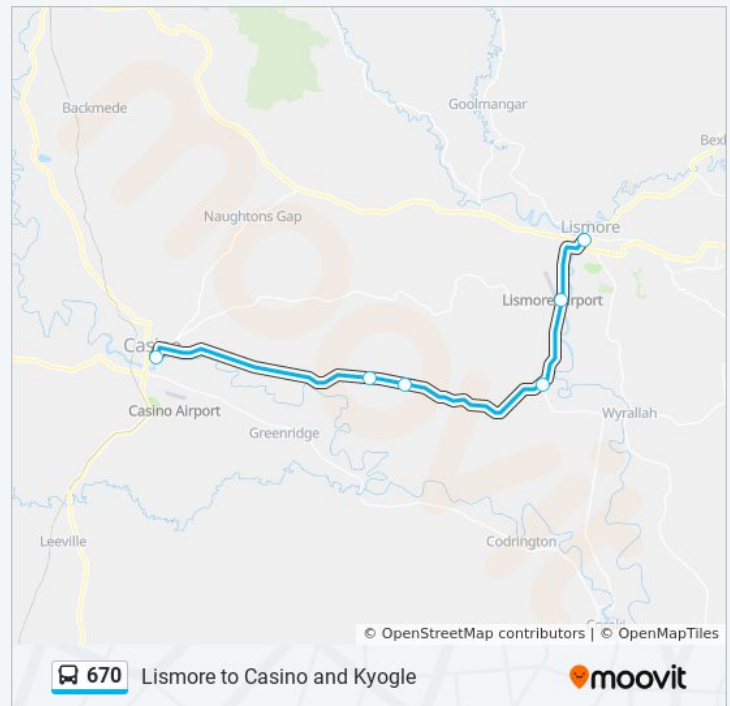 Backmede
Goolmangar
Naughtons Gap
Lismore
Lismore Airport
Casino
Casino Airport
Wyrallah
Greenridge
Leeville
Codrington
© OpenStreetMap contributors | © OpenMapTiles
670 Lismore to Casino and Kyogle
moovit